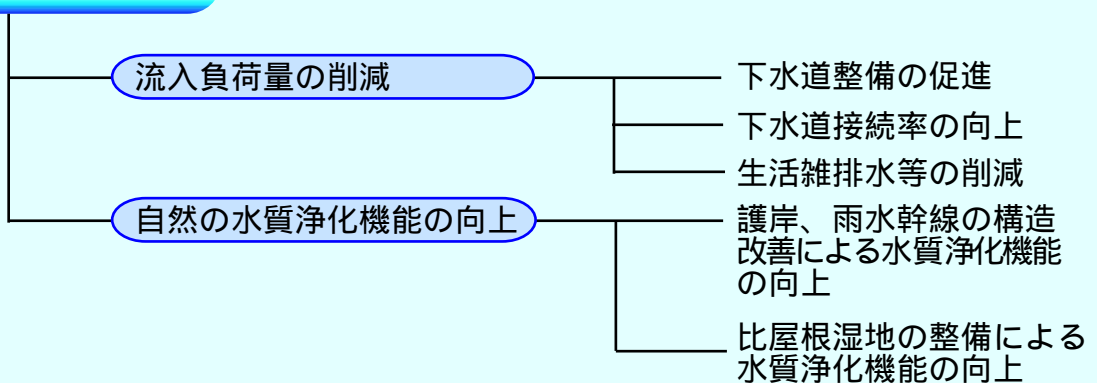 流入負荷量の削減
下水道整備の促進
下水道接続率の向上
生活雑排水等の削減
自然の水質浄化機能の向上
護岸、雨水幹線の構造
改善による水質浄化機能
の向上
比屋根湿地の整備による
水質浄化機能の向上